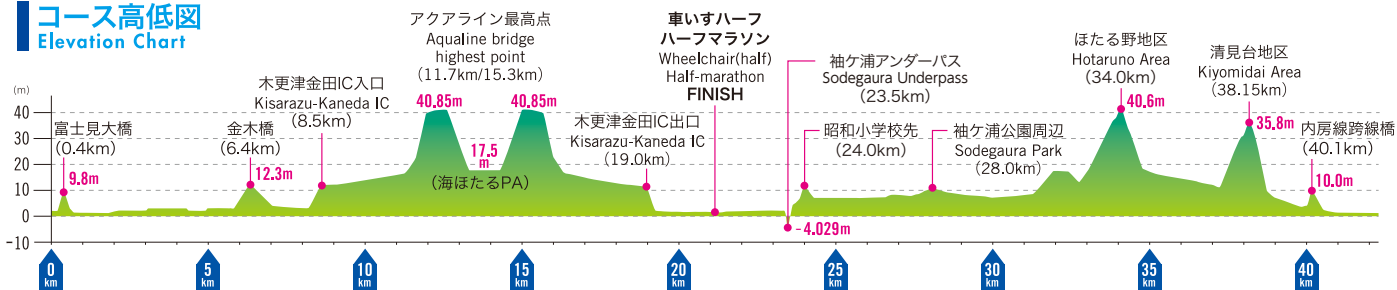 コース高低図
Elevation Chart
(m)
40
30
20
10
0
-10
富士見大橋
(0.4km)
9.8m
金木橋
(6.4km)
12.3m
木更津金田IC入口
Kisarazu-Kaneda IC
(8.5km)
アクアライン最高点
Aqualine bridge
highest point
(11.7km/15.3km)
40.85m
40.85m
17.5
m
(海ほたるPA)
木更津金田IC出口
Kisarazu-Kaneda IC
(19.0km)
車いすハーフ
ハーフマラソン
Wheelchair(half)
Half-marathon
FINISH
袖ケ浦アンダーパス
Sodegaura Underpass
(23.5km)
-4.029m
昭和小学校先
(24.0km)
袖ケ浦公園周辺
Sodegaura Park
(28.0km)
ほたる野地区
Hotaruno Area
(34.0km)
40.6m
清見台地区
Kiyomidai Area
(38.15km)
35.8m
内房線跨線橋
(40.1km)
10.0m
0
km
5
km
10
km
15
km
20
km
25
km
30
km
35
km
40
km